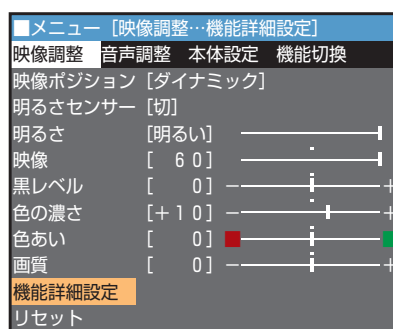 ■メニュー [映像調整…機能詳細設定]
映像調整 音声調整 本体設定 機能切換
映像ポジション [ダイナミック]
明るさセンサー [切]
明るさ [明るい]
映像 [ 60]
黒レベル [ 0] − +
色の濃さ [+10] − +
色あい [ 0]
画質 [ 0] − +
機能詳細設定
リセット